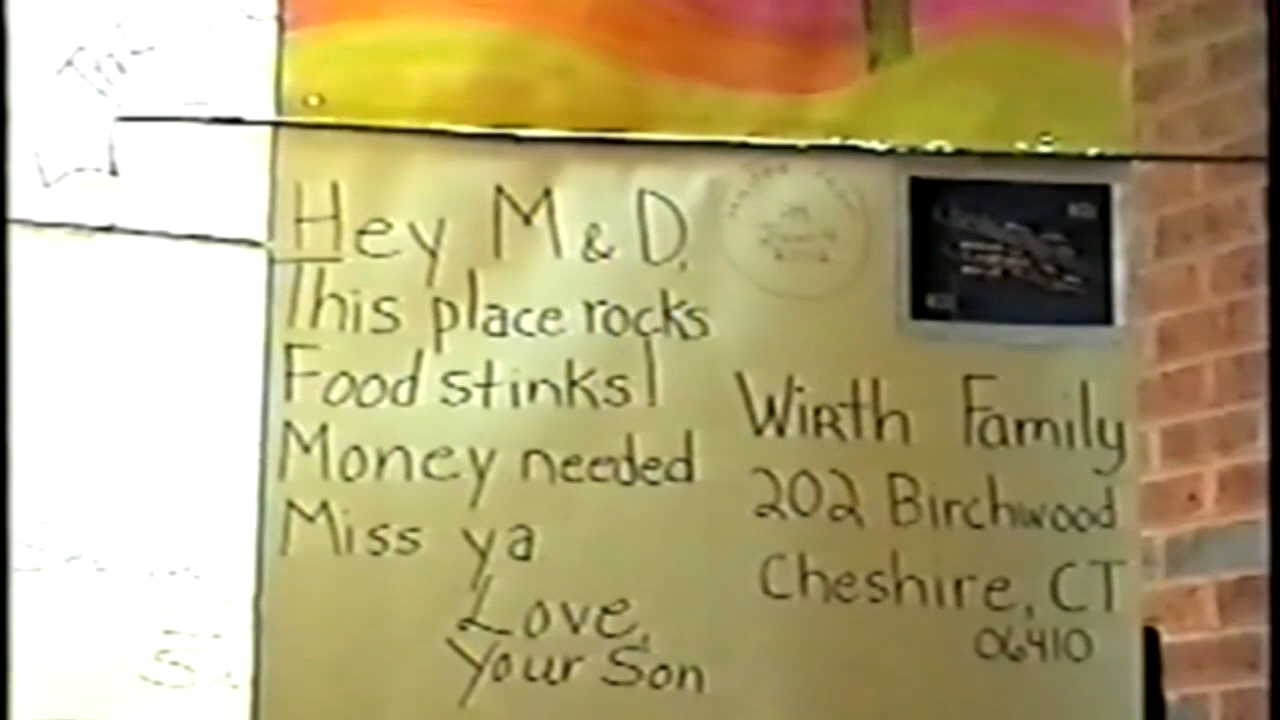 Hey M & D,
This place rocks
Food stinks!
Money needed
Miss ya
Love,
Your Son
Wirth Family
202 Birchwood
Cheshire, CT
06410